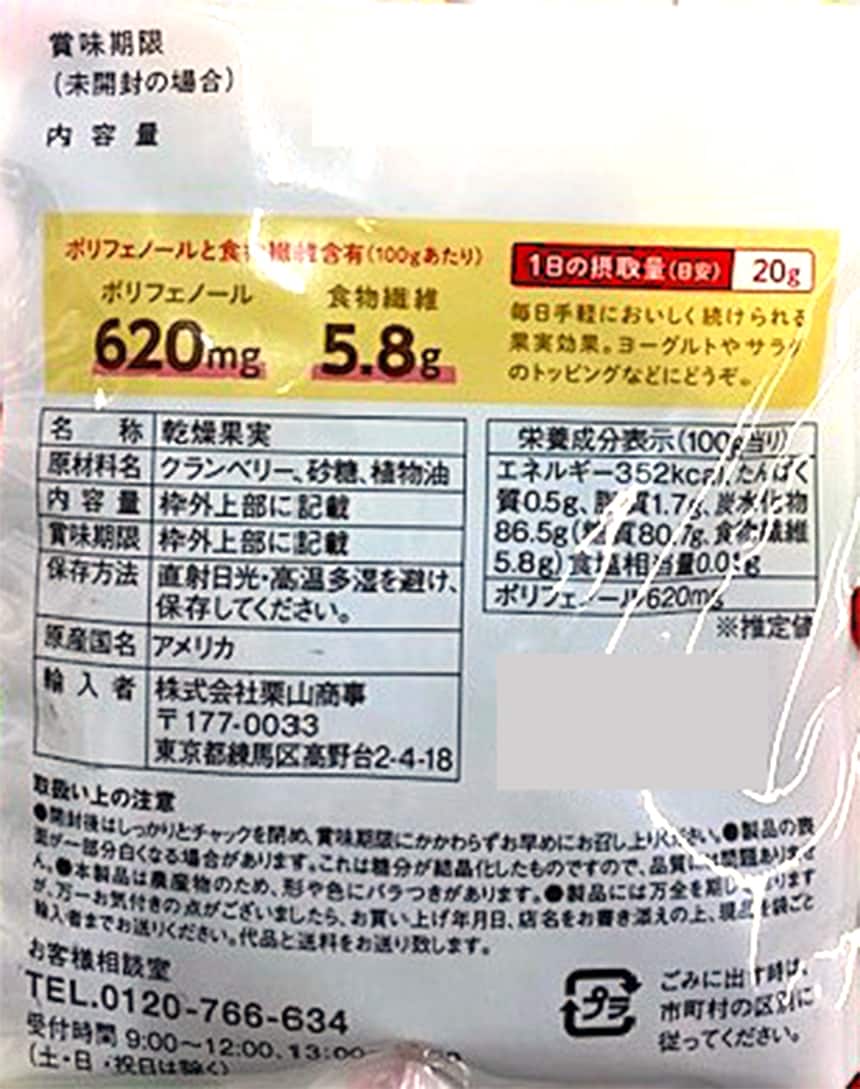 賞味期限
(未開封の場合)
内容量
ポリフェノールと食物繊維含有(100gあたり)
ポリフェノール 食物繊維
620mg 5.8g
1日の摂取量(目安) 20g
毎日手軽においしく続けられる
果実効果。ヨーグルトやサラダ
のトッピングなどにどうぞ。
名称 乾燥果実
原材料名 クランベリー、砂糖、植物油
内容量 枠外上部に記載
賞味期限 枠外上部に記載
保存方法 直射日光・高温多湿を避け、
保存してください。
原産国名 アメリカ
輸入者 株式会社栗山商事
〒177-0033
東京都練馬区高野台2-4-18
栄養成分表示(100g当り)
エネルギー352kcal、たんぱく
質0.5g、脂質1.7g、炭水化物
86.5g(糖質80.7g、食物繊維
5.8g)食塩相当量0.0g
ポリフェノール620mg
※推定値
取扱い上の注意
●開封後はしっかりとチャックを閉め、賞味期限にかかわらずお早めにお召し上りください。●製品の表
面が一部分白くなる場合があります。これは糖分が結晶化したものですので、品質には問題ありませ
ん。●本製品は農産物のため、形や色にバラつきがあります。●製品には万全を期しております
が、万一お気付きの点がございましたら、お買い上げ年月日、店名をお書き添えの上、現品を袋ごと
輸入者までお送りください。代品と送料をお送り致します。
お客様相談室
TEL.0120-766-634
受付時間 9:00〜12:00、13:00
(土・日・祝日は除く)
プラ
ごみに出す時は、
市町村の区別に
従ってください。